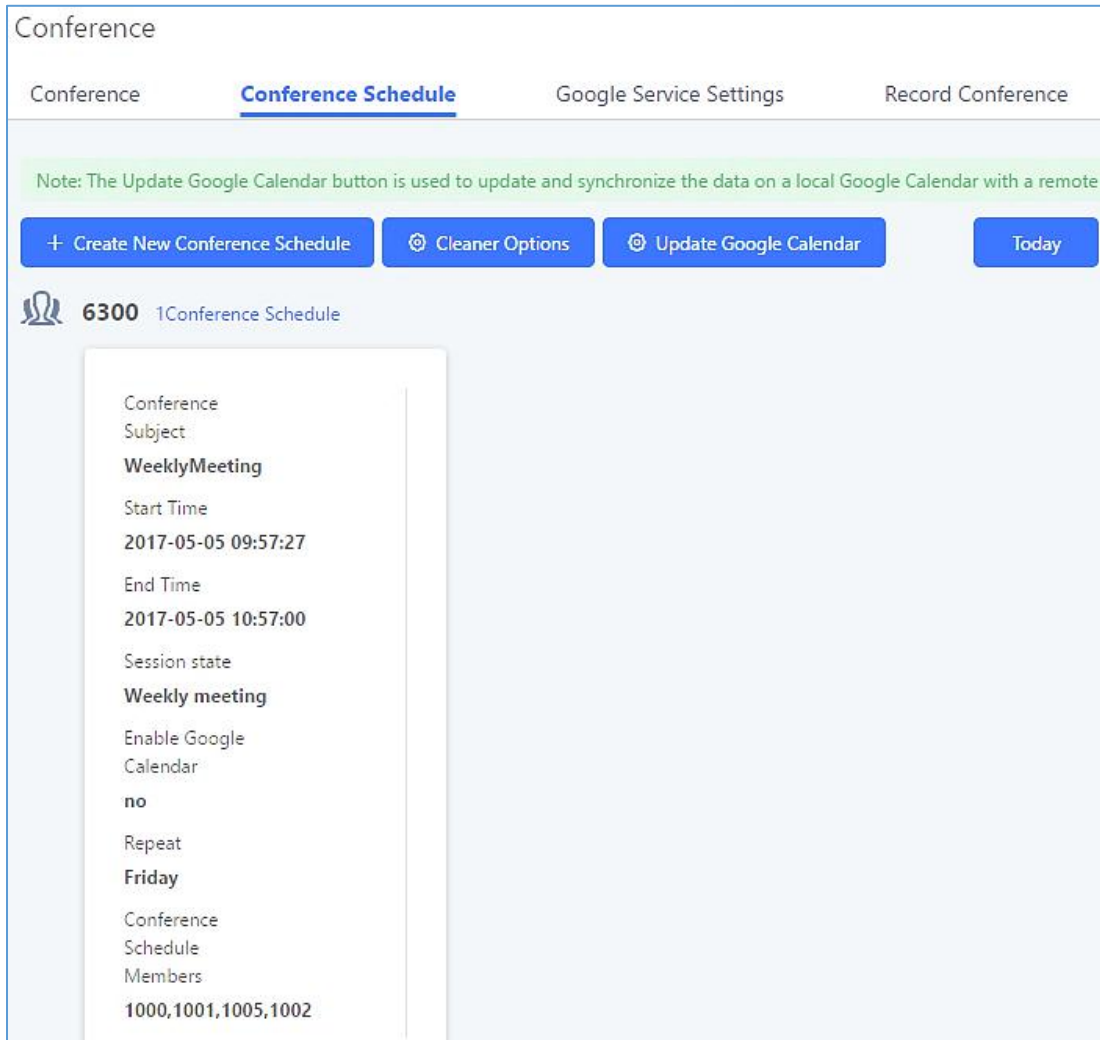 Conference
Conference Conference Schedule Google Service Settings Record Conference
Note: The Update Google Calendar button is used to update and synchronize the data on a local Google Calendar with a remote
+ Create New Conference Schedule Cleaner Options Update Google Calendar Today
6300 1Conference Schedule
Conference
Subject
WeeklyMeeting
Start Time
2017-05-05 09:57:27
End Time
2017-05-05 10:57:00
Session state
Weekly meeting
Enable Google
Calendar
no
Repeat
Friday
Conference
Schedule
Members
1000,1001,1005,1002